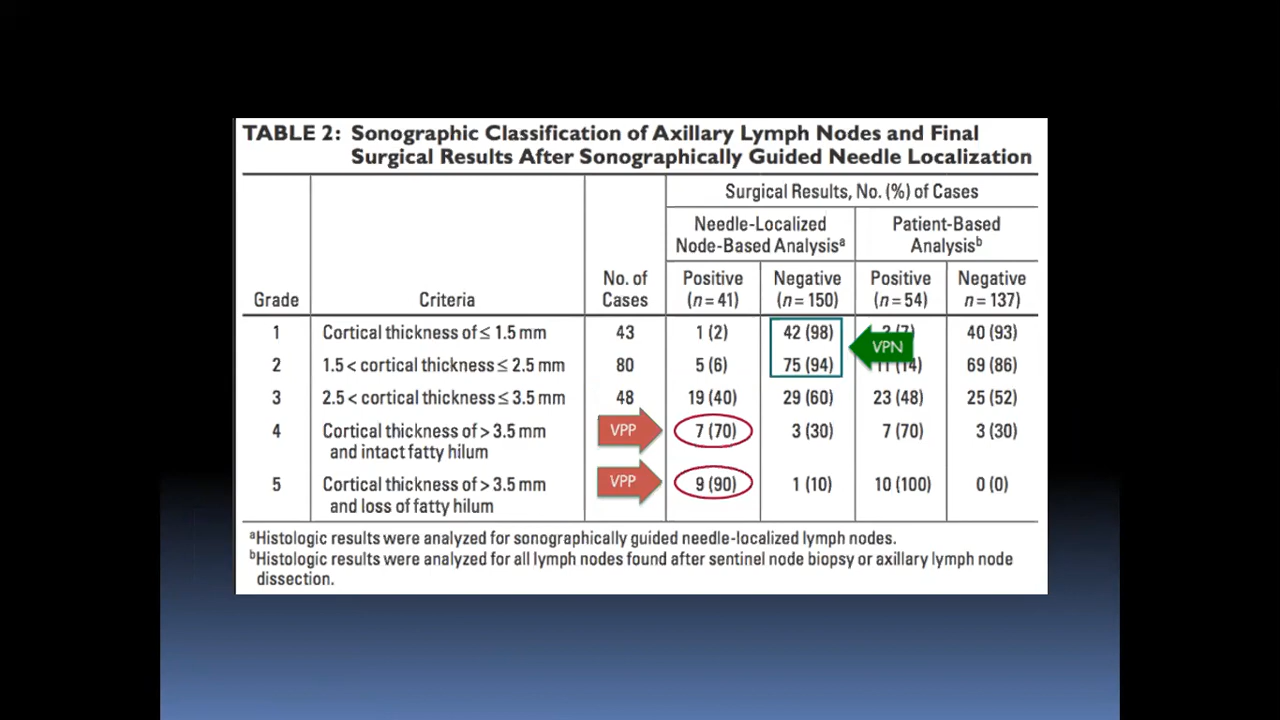 TABLE 2: Sonographic Classification of Axillary Lymph Nodes and Final
Surgical Results After Sonographically Guided Needle Localization
Surgical Results, No. (%) of Cases
Needle-Localized Node-Based Analysisᵃ Patient-Based Analysisᵇ
Grade Criteria No. of Cases Positive (n = 41) Negative (n = 150) Positive (n = 54) Negative n = 137)
1 Cortical thickness of ≤ 1.5 mm 43 1 (2) 42 (98) 40 (93)
VPN
2 1.5 < cortical thickness ≤ 2.5 mm 80 5 (6) 75 (94) 11 (14) 69 (86)
3 2.5 < cortical thickness ≤ 3.5 mm 48 19 (40) 29 (60) 23 (48) 25 (52)
4 Cortical thickness of > 3.5 mm VPP 7 (70) 3 (30) 7 (70) 3 (30)
and intact fatty hilum
5 Cortical thickness of > 3.5 mm VPP 9 (90) 1 (10) 10 (100) 0 (0)
and loss of fatty hilum
ᵃHistologic results were analyzed for sonographically guided needle-localized lymph nodes.
ᵇHistologic results were analyzed for all lymph nodes found after sentinel node biopsy or axillary lymph node
dissection.